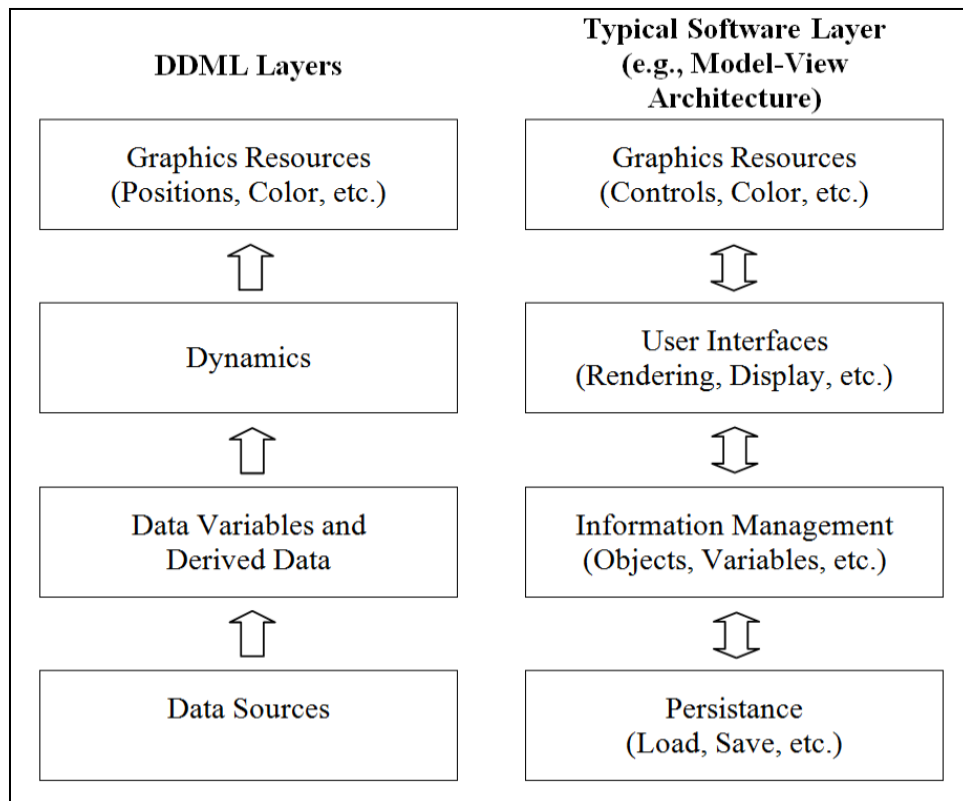 DDML Layers
Graphics Resources
(Positions, Color, etc.)
Dynamics
Data Variables and
Derived Data
Data Sources
Typical Software Layer
(e.g., Model-View
Architecture)
Graphics Resources
(Controls, Color, etc.)
User Interfaces
(Rendering, Display, etc.)
Information Management
(Objects, Variables, etc.)
Persistance
(Load, Save, etc.)